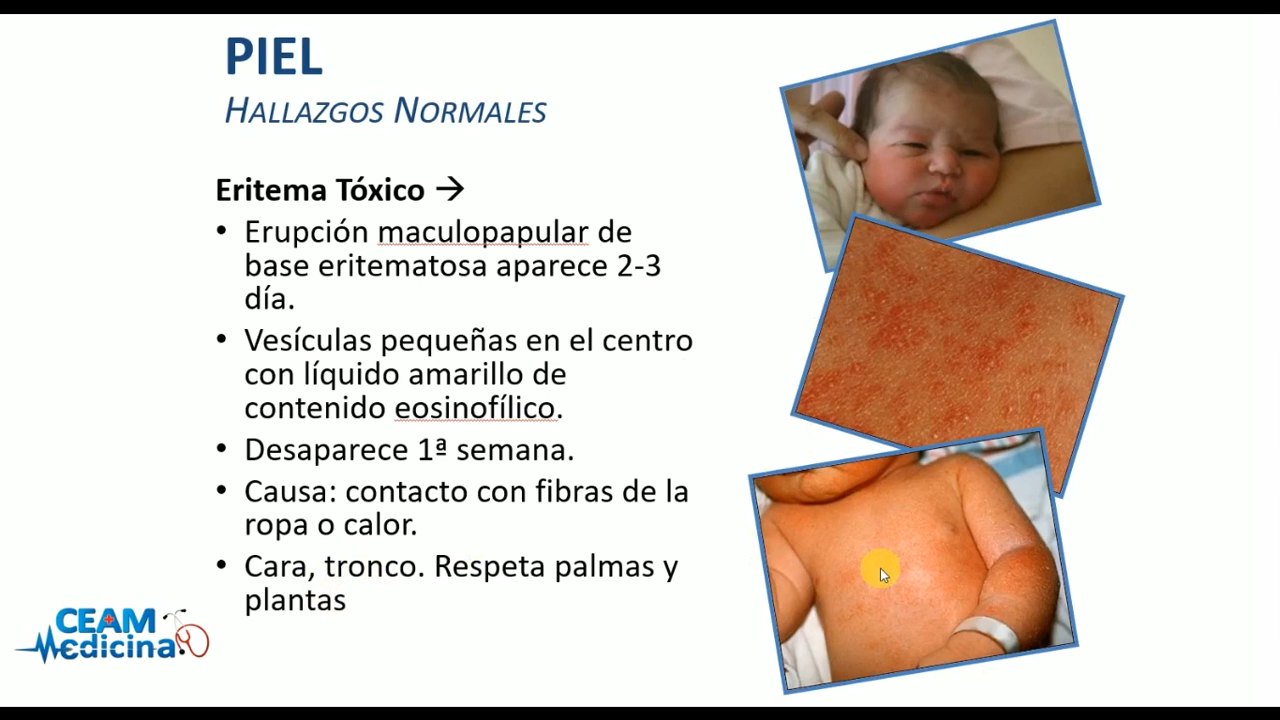 PIEL
HALLAZGOS NORMALES
Eritema Tóxico →
• Erupción maculopapular de
base eritematosa aparece 2-3
día.
• Vesículas pequeñas en el centro
con líquido amarillo de
contenido eosinofílico.
• Desaparece 1ª semana.
• Causa: contacto con fibras de la
ropa o calor.
• Cara, tronco. Respeta palmas y
plantas
CEAM
Medicina